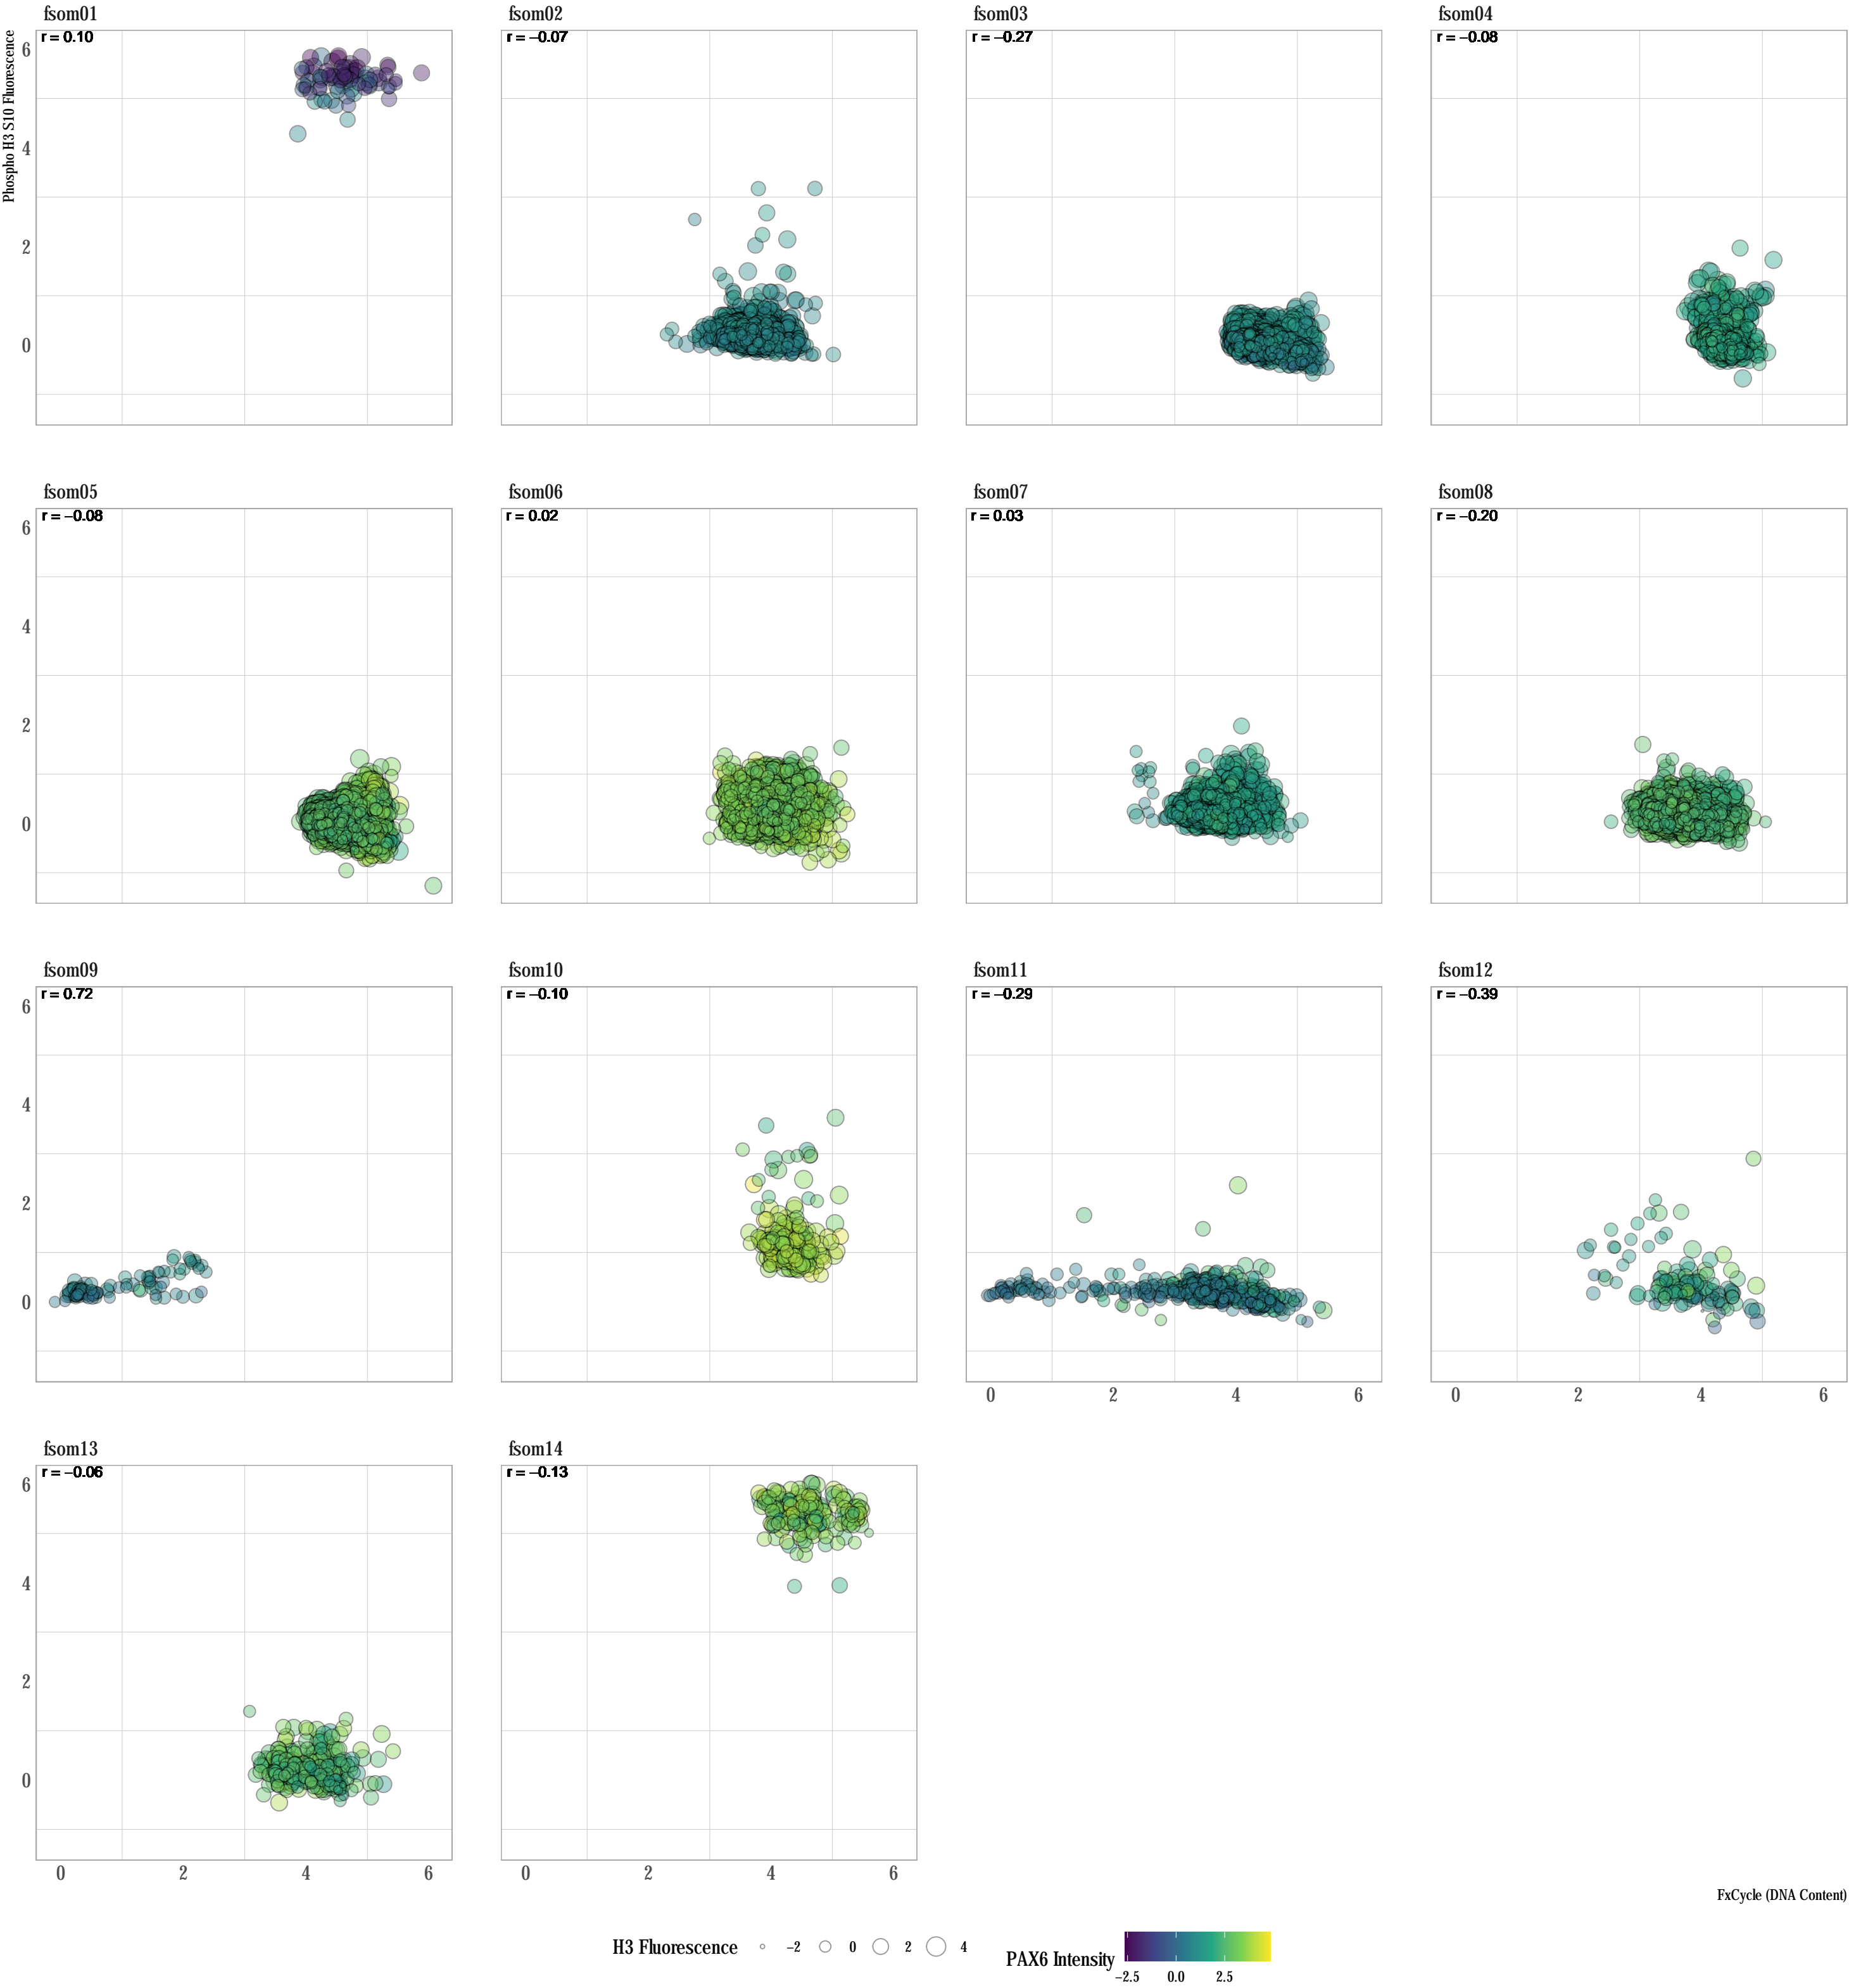 fsom01 fsom02 fsom03 fsom04
r = 0.10 r = −0.07 r = −0.27 r = −0.08
Phospho H3 S10 Fluorescence
6
4
2
0
fsom05 fsom06 fsom07 fsom08
r = −0.08 r = 0.02 r = 0.03 r = −0.20
6
4
2
0
fsom09 fsom10 fsom11 fsom12
r = 0.72 r = −0.10 r = −0.29 r = −0.39
6
4
2
0
0 2 4 6 0 2 4 6
fsom13 fsom14
r = −0.06 r = −0.13
6
4
2
0
0 2 4 6 0 2 4 6
FxCycle (DNA Content)
H3 Fluorescence −2 0 2 4
PAX6 Intensity
−2.5 0.0 2.5